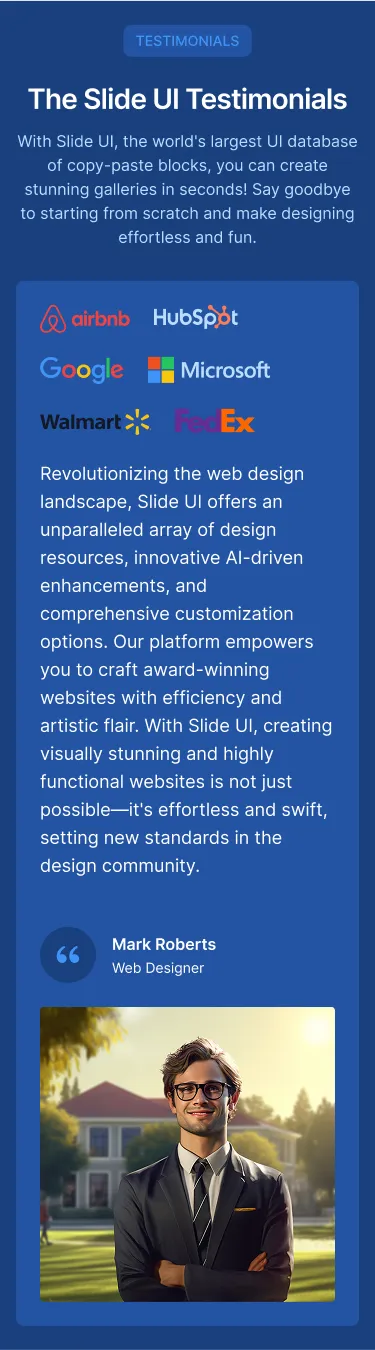 TESTIMONIALS
The Slide UI Testimonials
With Slide UI, the world's largest UI database
of copy-paste blocks, you can create
stunning galleries in seconds! Say goodbye
to starting from scratch and make designing
effortless and fun.
airbnb HubSpot
Google Microsoft
Walmart FedEx
Revolutionizing the web design
landscape, Slide UI offers an
unparalleled array of design
resources, innovative AI-driven
enhancements, and
comprehensive customization
options. Our platform empowers
you to craft award-winning
websites with efficiency and
artistic flair. With Slide UI, creating
visually stunning and highly
functional websites is not just
possible—it's effortless and swift,
setting new standards in the
design community.
Mark Roberts
Web Designer